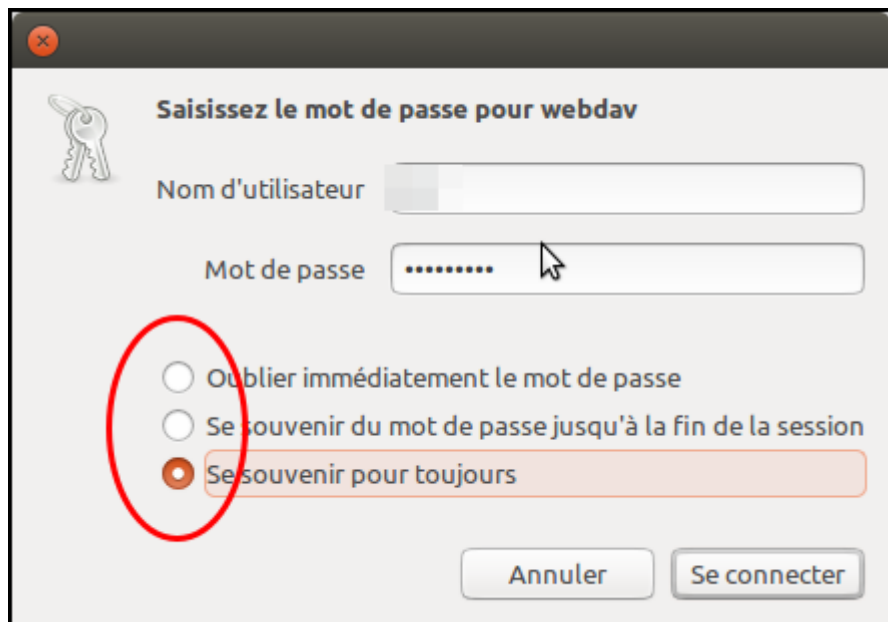 Saisissez le mot de passe pour webdav
Nom d'utilisateur
Mot de passe
Oublier immédiatement le mot de passe
Se souvenir du mot de passe jusqu'à la fin de la session
Se souvenir pour toujours
Annuler Se connecter